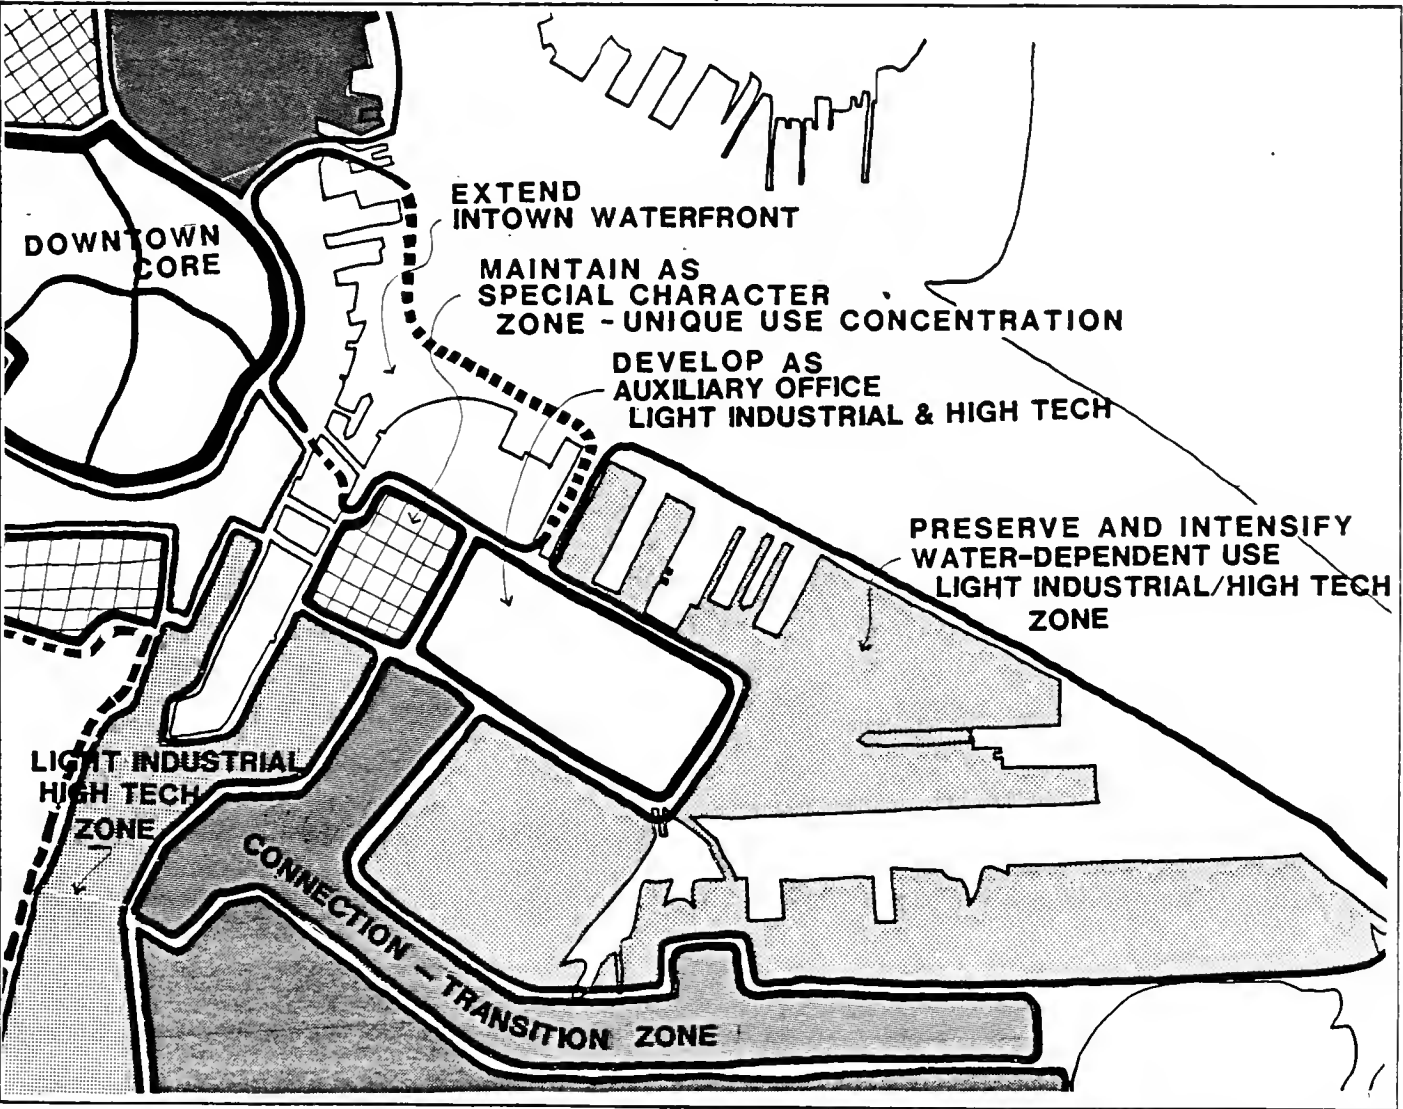 EXTEND
INTOWN WATERFRONT
DOWNTOWN
CORE
MAINTAIN AS
SPECIAL CHARACTER
ZONE - UNIQUE USE CONCENTRATION
DEVELOP AS
AUXILIARY OFFICE
LIGHT INDUSTRIAL & HIGH TECH
PRESERVE AND INTENSIFY
WATER-DEPENDENT USE
LIGHT INDUSTRIAL/HIGH TECH
ZONE
LIGHT INDUSTRIAL
HIGH TECH
ZONE
CONNECTION - TRANSITION ZONE